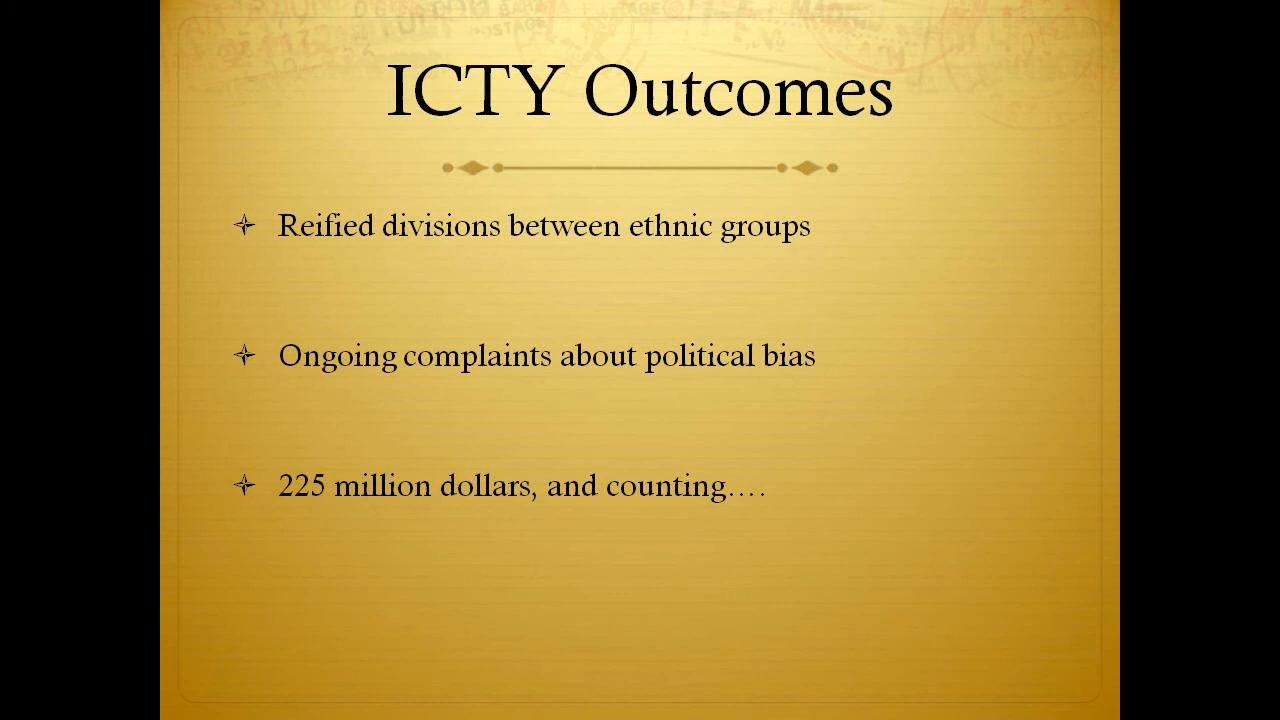 ICTY Outcomes
Reified divisions between ethnic groups
Ongoing complaints about political bias
225 million dollars, and counting….